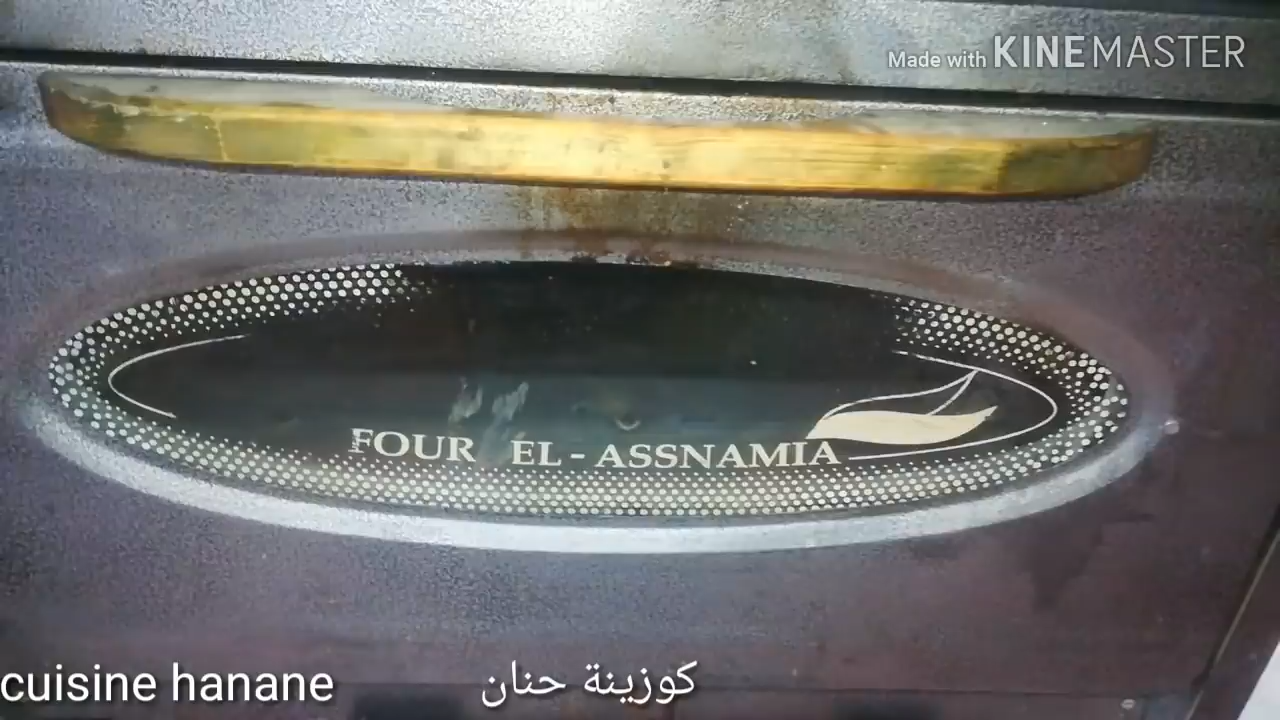 Made with KINEMASTER
FOUR EL-ASSNAMIA
cuisine hanane
كوزينة حنان